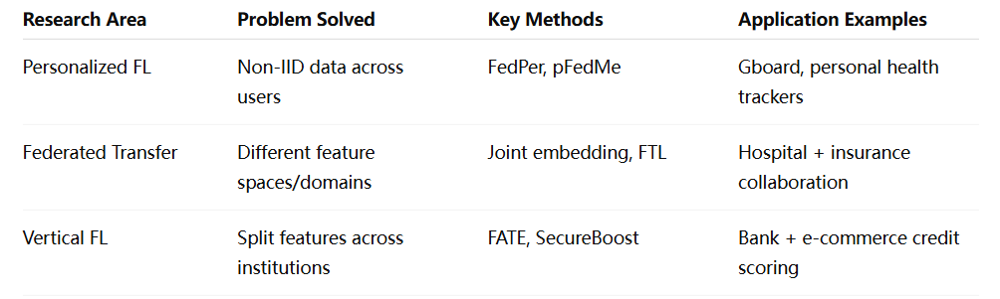 Research Area Problem Solved Key Methods Application Examples
Personalized FL Non-IID data across FedPer, pFedMe Gboard, personal health
users trackers
Federated Transfer Different feature Joint embedding, FTL Hospital + insurance
spaces/domains collaboration
Vertical FL Split features across FATE, SecureBoost Bank + e-commerce credit
institutions scoring